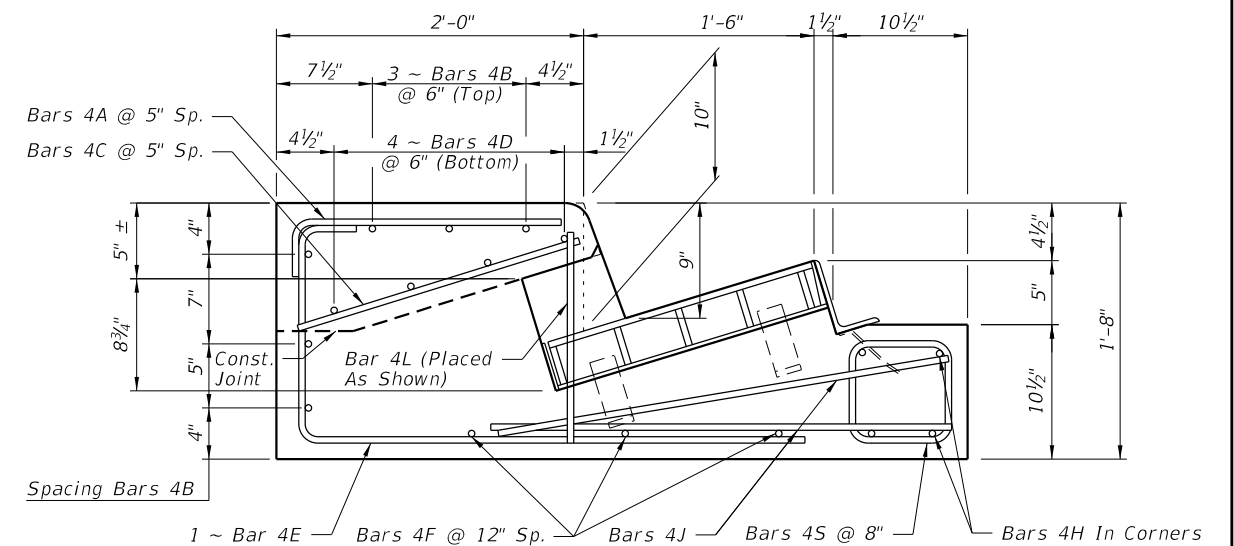 2'-0"
1'-6"
1½"
10½"
7½"
3 ~ Bars 4B
@ 6" (Top)
4½"
Bars 4A @ 5" Sp.
Bars 4C @ 5" Sp.
4½"
4 ~ Bars 4D
@ 6" (Bottom)
1½"
10"
5" ±
4"
9"
4½"
7"
5"
8¾"
1'-8"
Const.
Joint
Bar 4L (Placed
As Shown)
5"
10½"
4"
Spacing Bars 4B
1 ~ Bar 4E
Bars 4F @ 12" Sp.
Bars 4J
Bars 4S @ 8"
Bars 4H In Corners